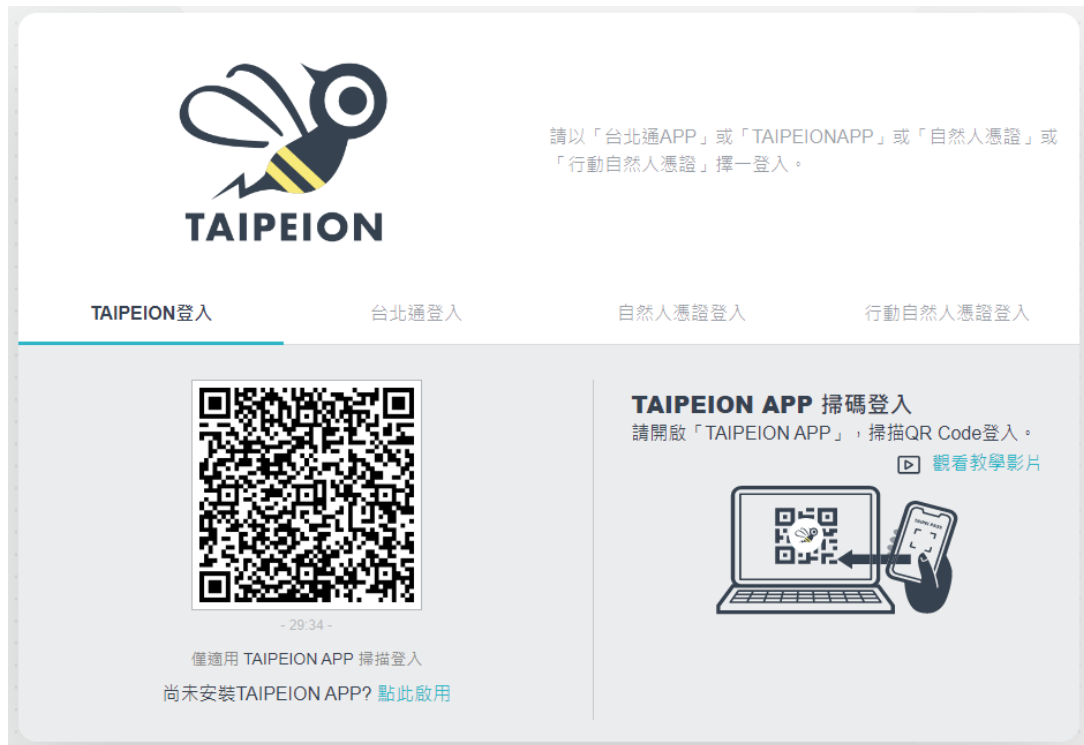 TAIPEION
請以「台北通APP」或「TAIPEIONAPP」或「自然人憑證」或
「行動自然人憑證」擇一登入。
TAIPEION登入
台北通登入
自然人憑證登入
行動自然人憑證登入
- 29:34 -
僅適用 TAIPEION APP 掃描登入
尚未安裝TAIPEION APP? 點此啟用
TAIPEION APP 掃碼登入
請開啟「TAIPEION APP」，掃描QR Code登入。
觀看教學影片
TAIPEI PASS